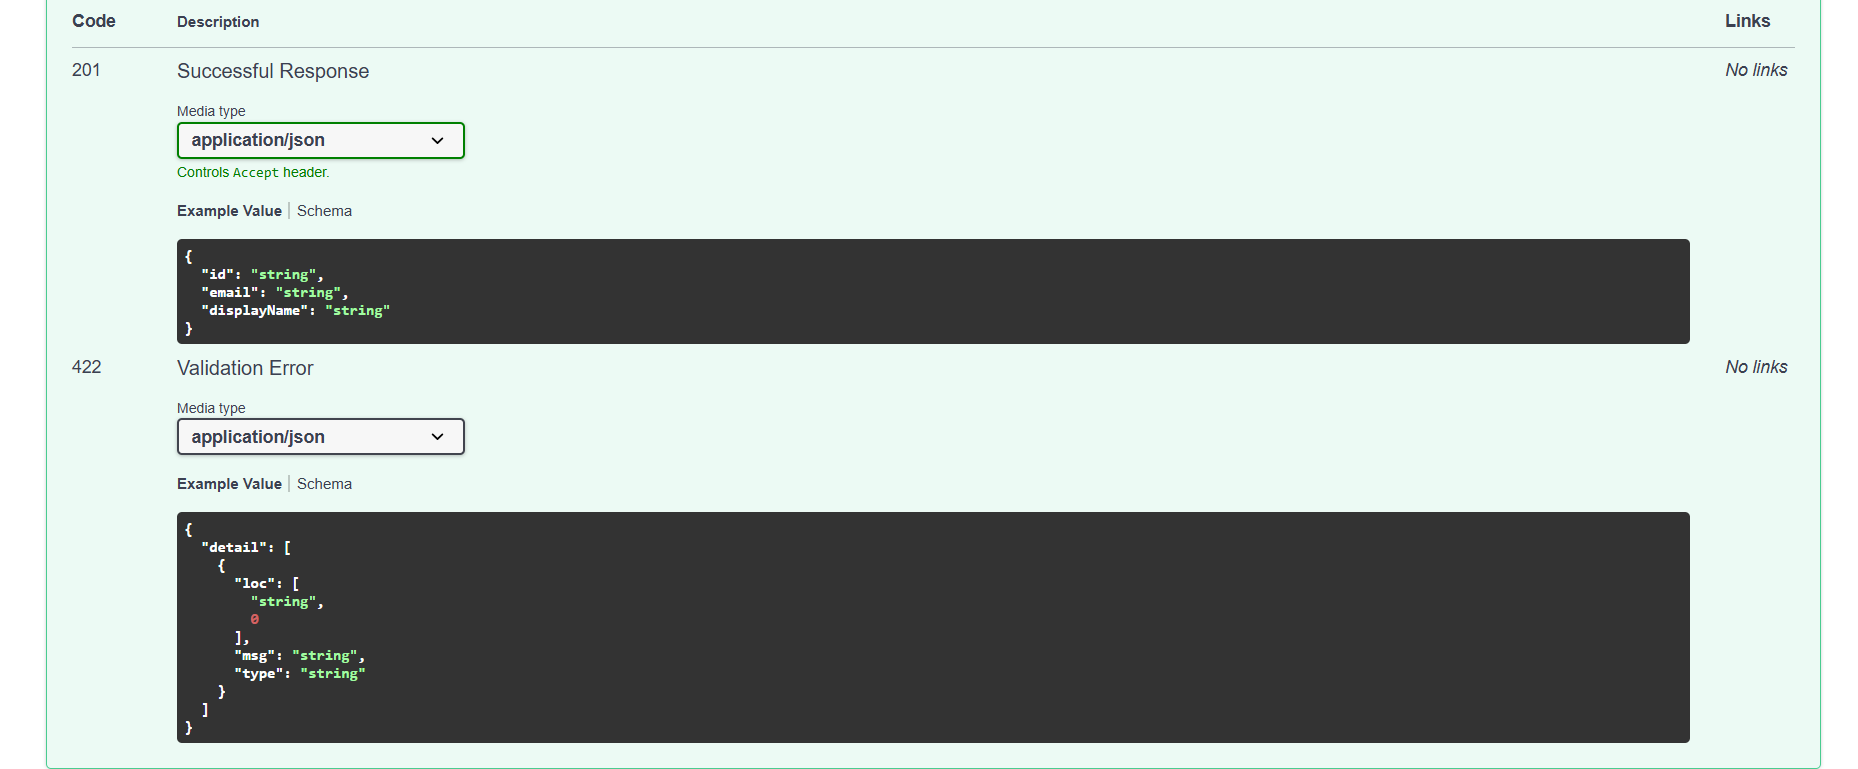 Code Description Links
201 Successful Response No links
Media type
application/json
Controls Accept header.
Example Value Schema
{
  "id": "string",
  "email": "string",
  "displayName": "string"
}
422 Validation Error No links
Media type
application/json
Example Value Schema
{
  "detail": [
    {
      "loc": [
        "string",
        0
      ],
      "msg": "string",
      "type": "string"
    }
  ]
}